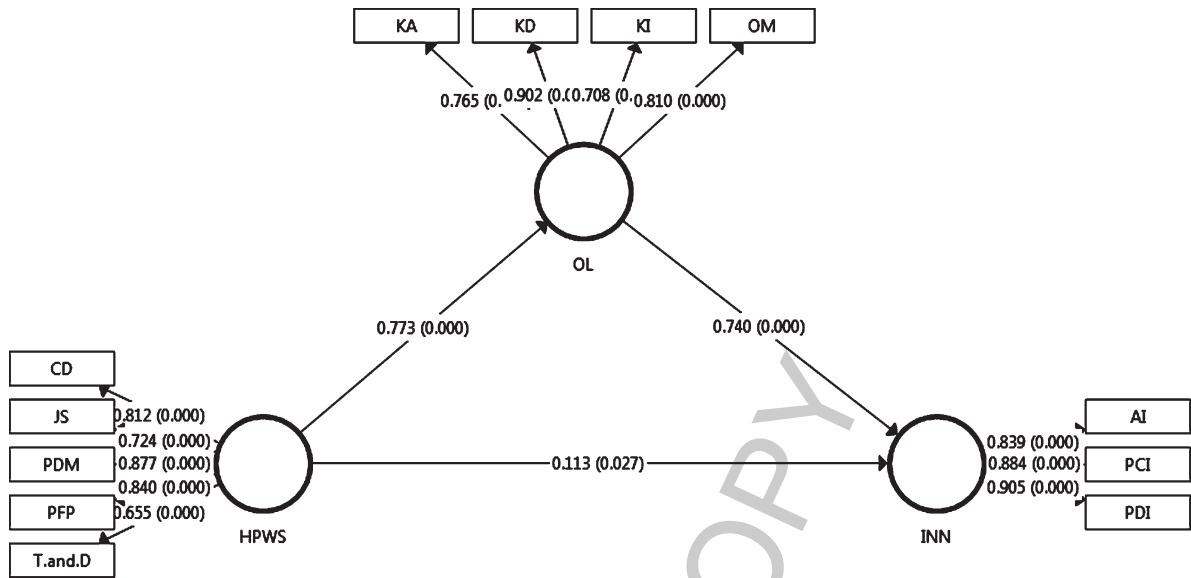 KA KD KI OM
0.765 (0. 0.902 (0.0 0.708 (0. 0.810 (0.000)
OL
0.773 (0.000) 0.740 (0.000)
CD
0.812 (0.000)
JS
0.724 (0.000)
PDM 0.877 (0.000)
0.840 (0.000)
PFP 0.655 (0.000)
T.and.D
HPWS
0.113 (0.027)
INN
0.839 (0.000)
0.884 (0.000)
0.905 (0.000)
AI
PCI
PDI
OPY